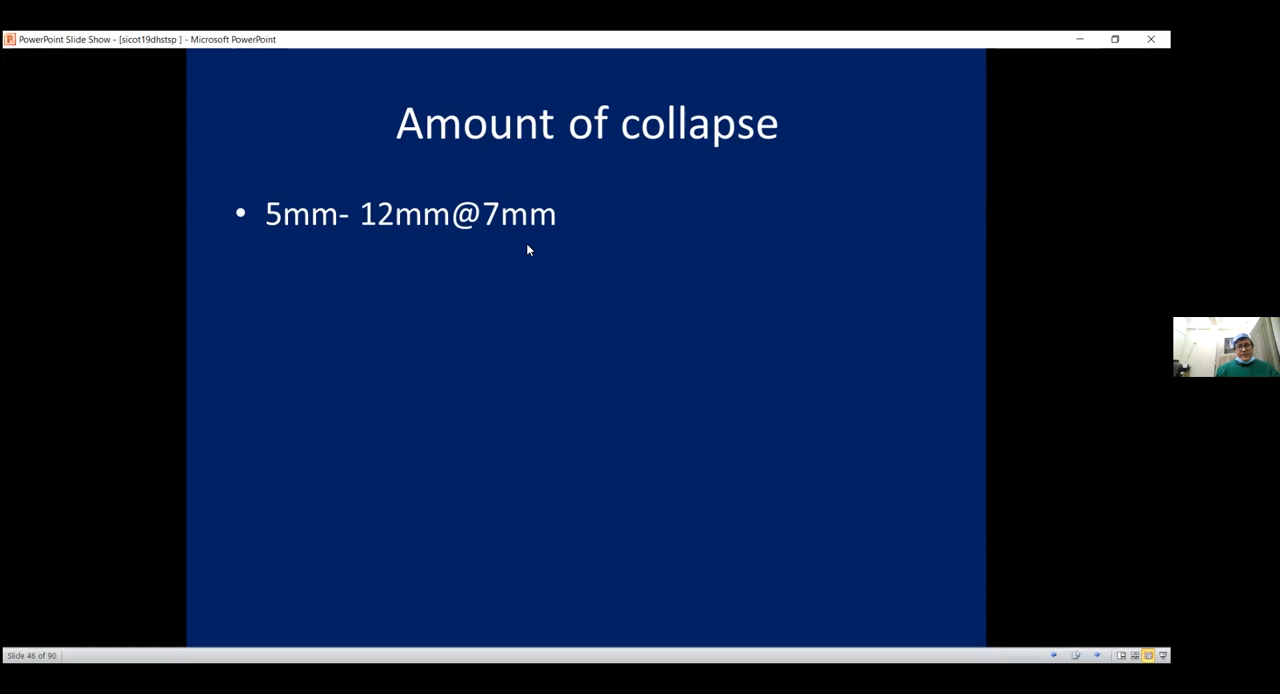 PowerPoint Slide Show - [sicot19dhstsp ] - Microsoft PowerPoint
Amount of collapse
• 5mm- 12mm@7mm
Slide 46 of 90